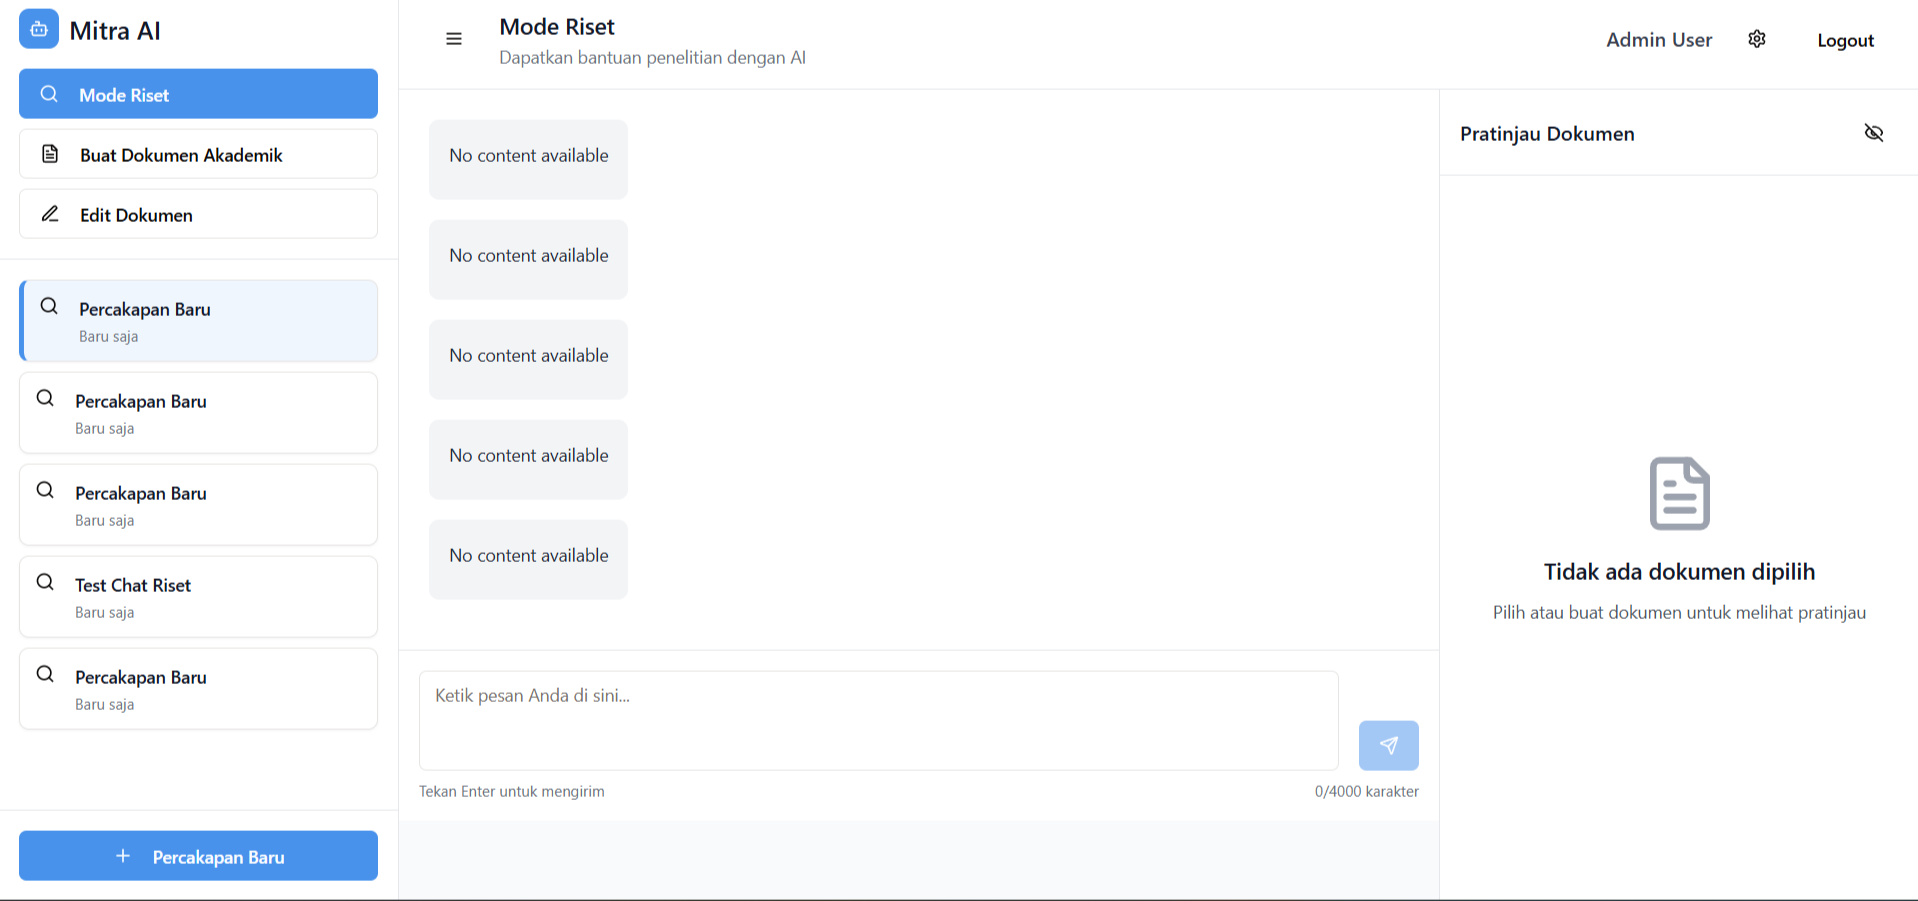 Mitra AI
Mode Riset
Buat Dokumen Akademik
Edit Dokumen
Percakapan Baru
Baru saja
Percakapan Baru
Baru saja
Percakapan Baru
Baru saja
Test Chat Riset
Baru saja
Percakapan Baru
Baru saja
Percakapan Baru
Mode Riset
Dapatkan bantuan penelitian dengan AI
Admin User
Logout
No content available
No content available
No content available
No content available
No content available
Ketik pesan Anda di sini...
Tekan Enter untuk mengirim
0/4000 karakter
Pratinjau Dokumen
Tidak ada dokumen dipilih
Pilih atau buat dokumen untuk melihat pratinjau